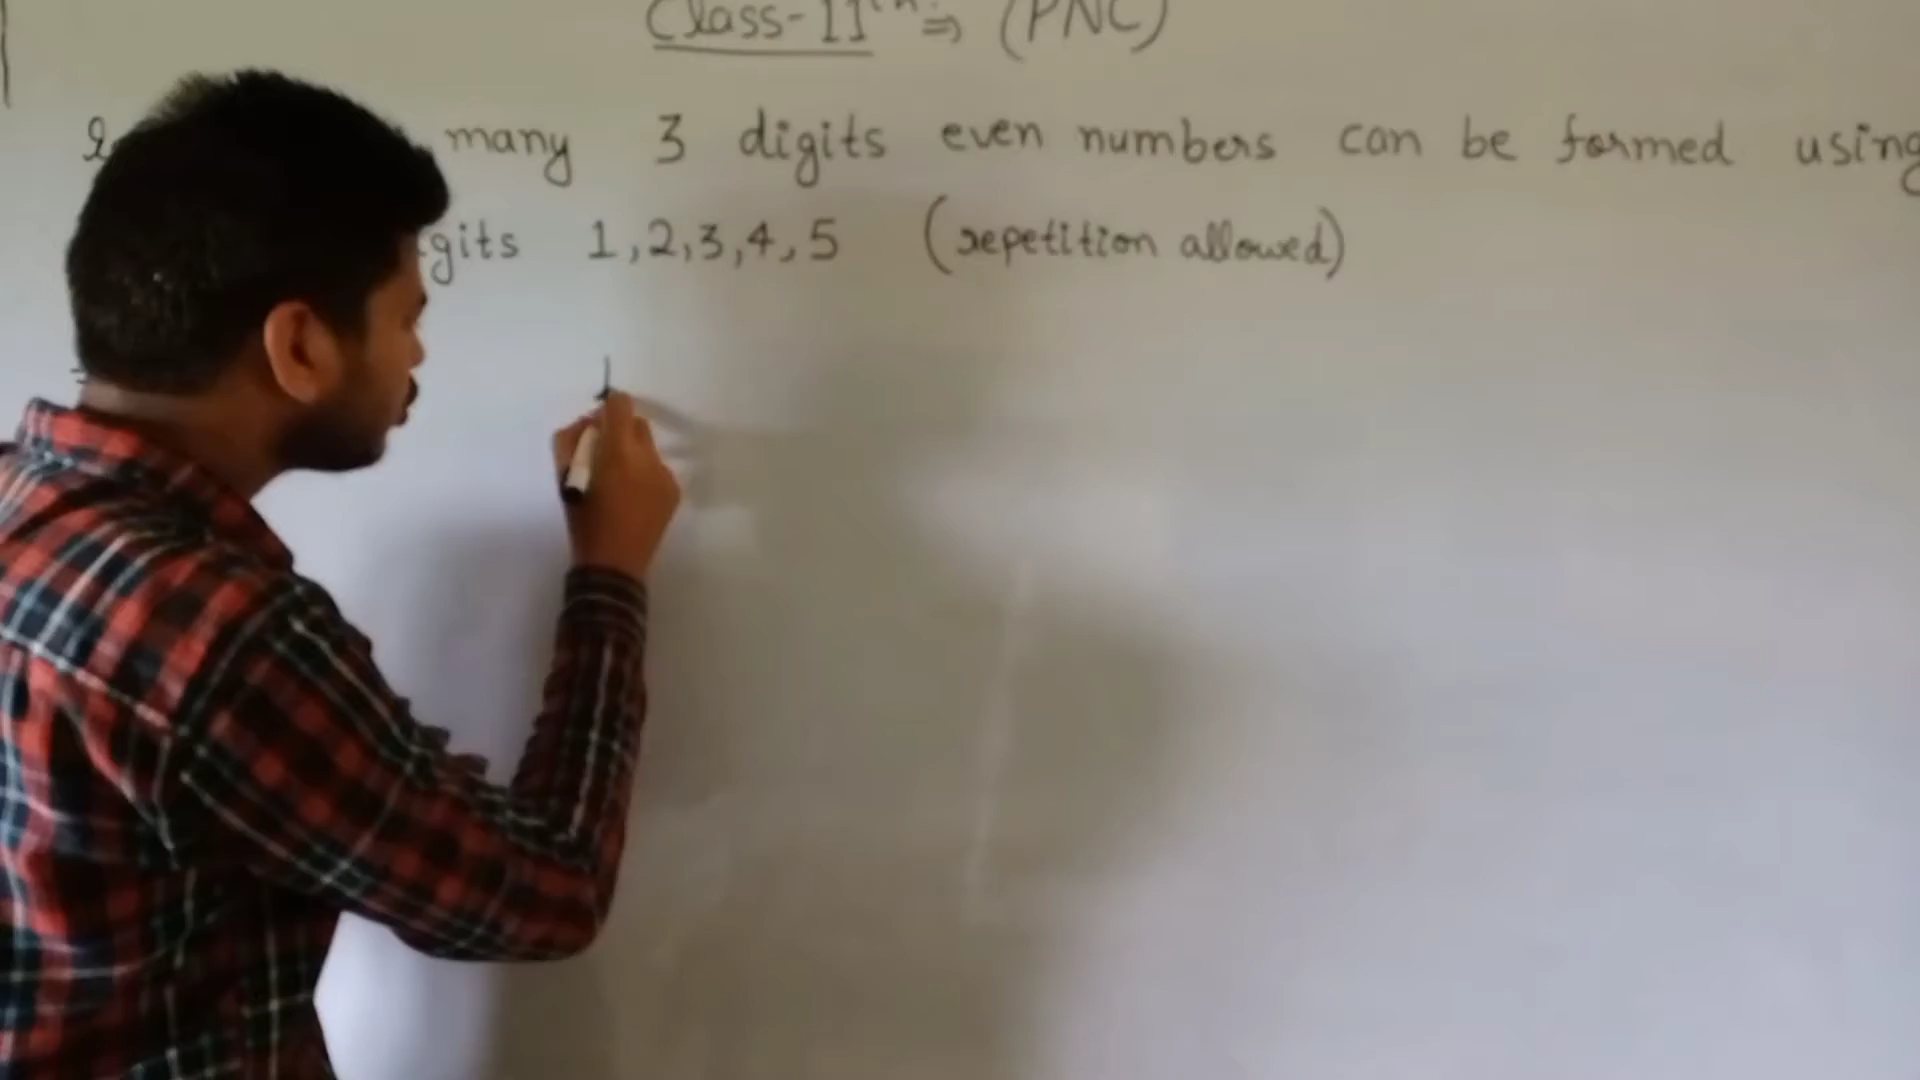 Class-11th ⇒ (PNC)
many 3 digits even numbers can be formed using
gits 1,2,3,4,5 (repetition allowed)